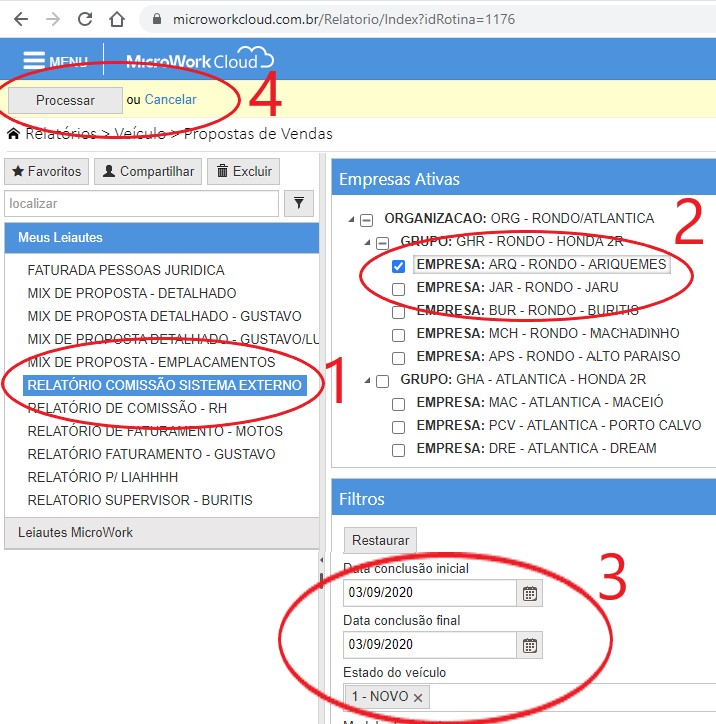 microworkcloud.com.br/Relatorio/Index?idRotina=1176
MENU MicroWork Cloud
Processar ou Cancelar 4
Relatórios > Veículo > Propostas de Vendas
Favoritos Compartilhar Excluir
localizar
Meus Leiautes
FATURADA PESSOAS JURIDICA
MIX DE PROPOSTA - DETALHADO
MIX DE PROPOSTA DETALHADO - GUSTAVO
MIX DE PROPOSTA DETALHADO - GUSTAVO/LU
MIX DE PROPOSTA - EMPLACAMENTOS
RELATÓRIO COMISSÃO SISTEMA EXTERNO 1
RELATÓRIO DE COMISSÃO - RH
RELATÓRIO DE FATURAMENTO - MOTOS
RELATÓRIO FATURAMENTO - GUSTAVO
RELATÓRIO P/ LIAHHHH
RELATORIO SUPERVISOR - BURITIS
Leiautes MicroWork
Empresas Ativas
ORGANIZACAO: ORG - RONDO/ATLANTICA 2
GRUPO: GHR - RONDO - HONDA 2R
EMPRESA: ARQ - RONDO - ARIQUEMES
EMPRESA: JAR - RONDO - JARU
EMPRESA: BUR - RONDO - BURITIS
EMPRESA: MCH - RONDO - MACHADINHO
EMPRESA: APS - RONDO - ALTO PARAISO
GRUPO: GHA - ATLANTICA - HONDA 2R
EMPRESA: MAC - ATLANTICA - MACEIÓ
EMPRESA: PCV - ATLANTICA - PORTO CALVO
EMPRESA: DRE - ATLANTICA - DREAM
Filtros
Restaurar
Data conclusão inicial 3
03/09/2020
Data conclusão final
03/09/2020
Estado do veículo
1 - NOVO